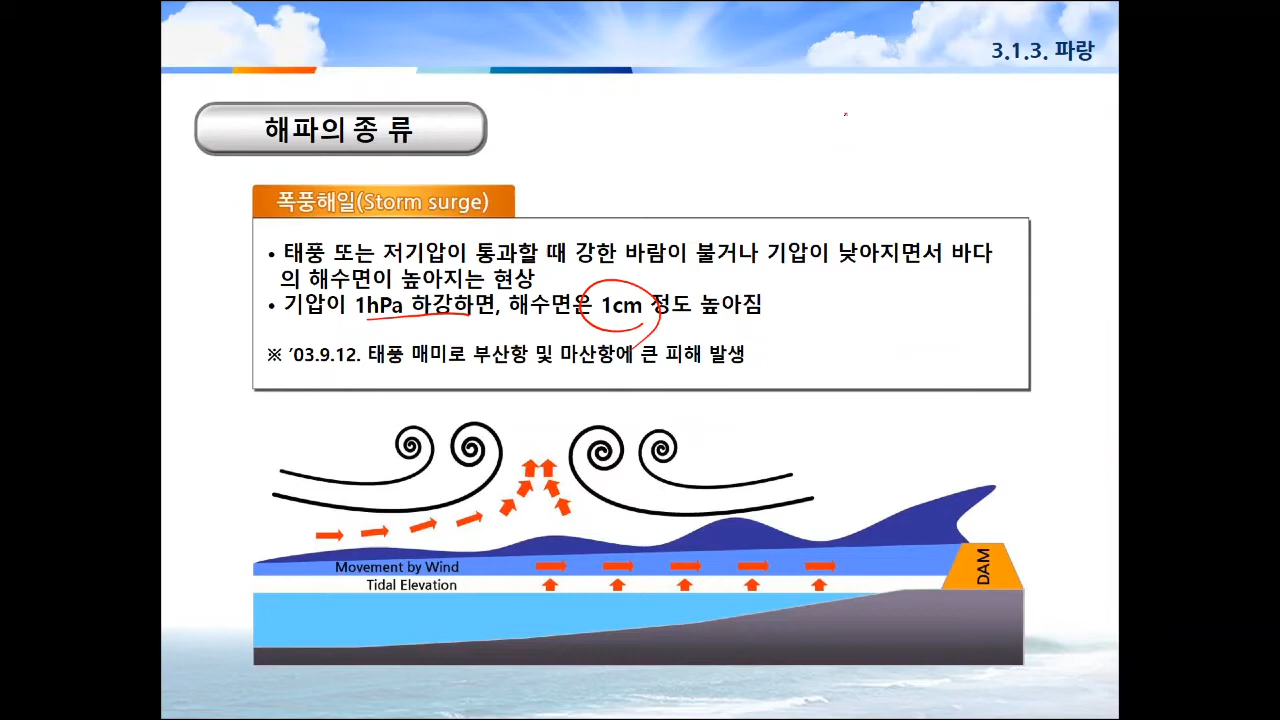 3.1.3. 파랑
해파의 종 류
폭풍해일(Storm surge)
• 태풍 또는 저기압이 통과할 때 강한 바람이 불거나 기압이 낮아지면서 바다
의 해수면이 높아지는 현상
• 기압이 1hPa 하강하면, 해수면은 1cm 정도 높아짐
※ ’03.9.12. 태풍 매미로 부산항 및 마산항에 큰 피해 발생
Movement by Wind
Tidal Elevation
DAM